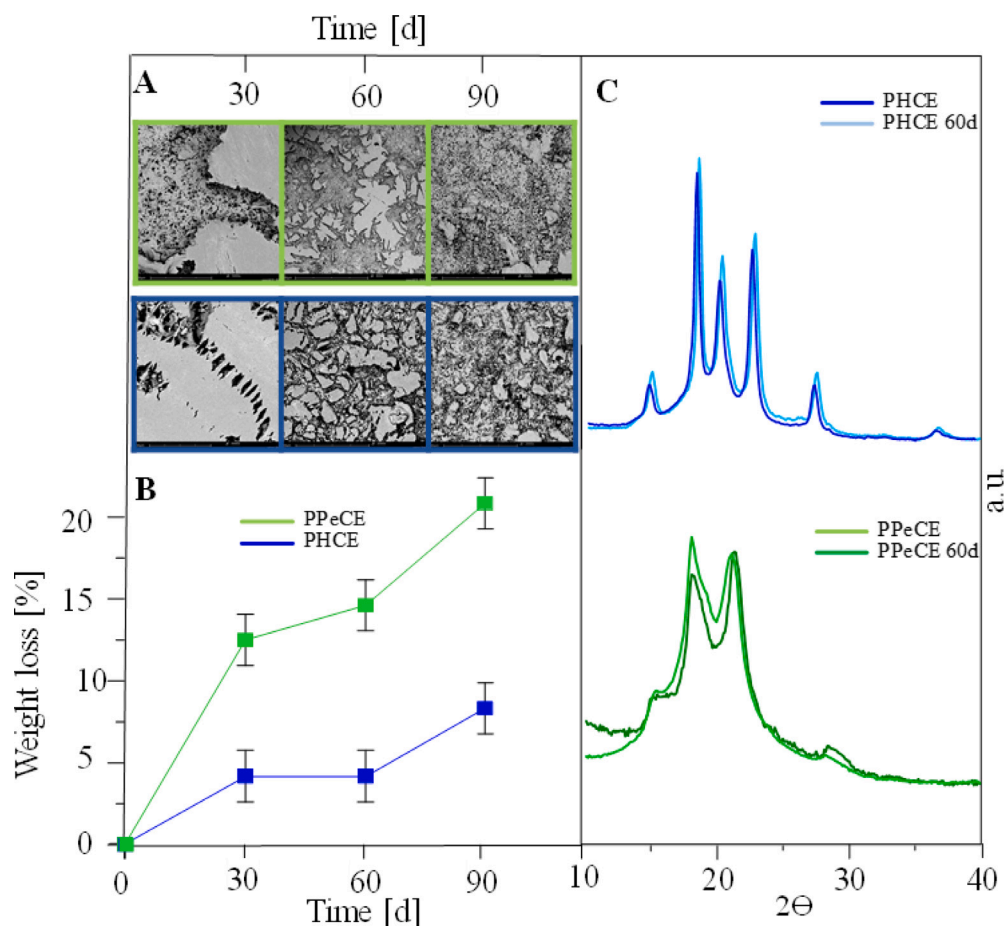 Time [d]
30 60 90
A
B
PPeCE
PHCE
Weight loss [%]
20
15
10
5
0
0 30 60 90
Time [d]
C
PHCE
PHCE 60d
PPeCE
PPeCE 60d
a.u.
10 20 30 40
2Θ